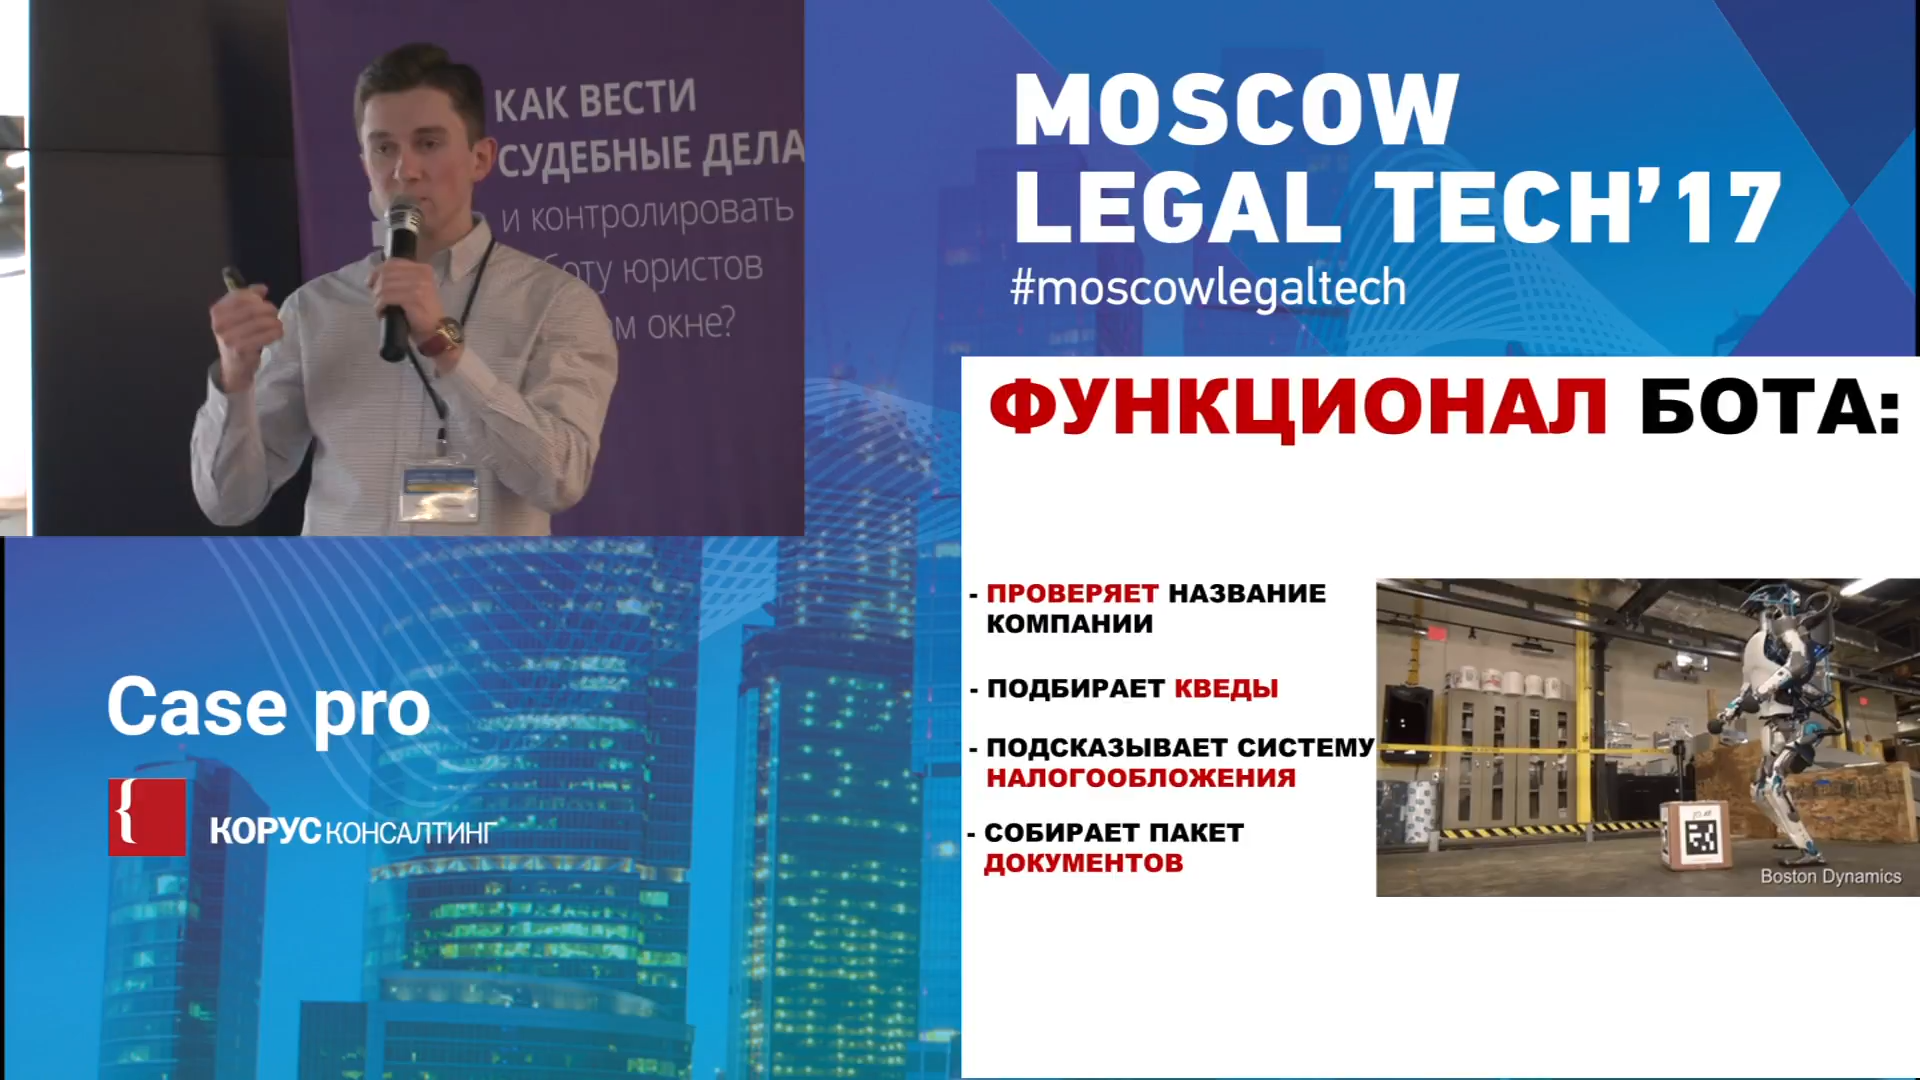 КАК ВЕСТИ
СУДЕБНЫЕ ДЕЛА
и контролировать
юристов
окне?
MOSCOW
LEGAL TECH'17
#moscowlegaltech
ФУНКЦИОНАЛ БОТА:
- ПРОВЕРЯЕТ НАЗВАНИЕ
КОМПАНИИ
- ПОДБИРАЕТ КВЕДЫ
- ПОДСКАЗЫВАЕТ СИСТЕМУ
НАЛОГООБЛОЖЕНИЯ
- СОБИРАЕТ ПАКЕТ
ДОКУМЕНТОВ
Boston Dynamics
Case pro
{
КОРУС КОНСАЛТИНГ